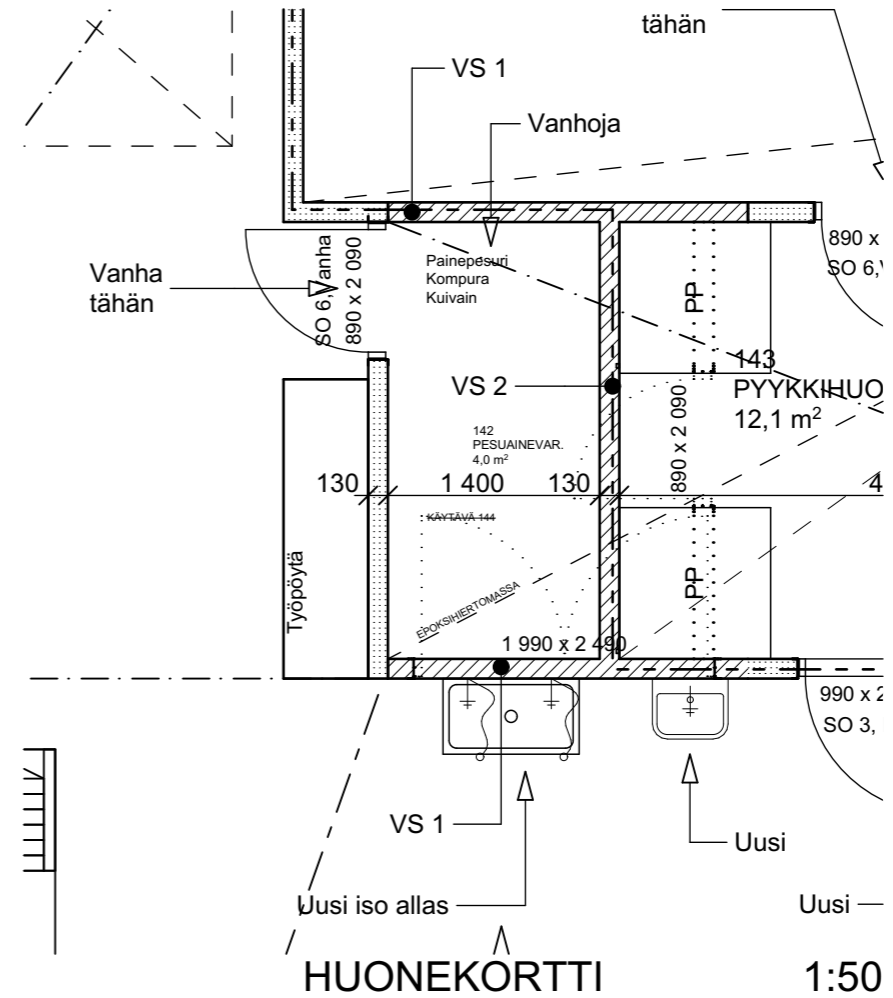 tähän
VS 1
Vanhoja
Vanha
tähän
SO 6, Vanha
890 x 2 090
Painepesuri
Kompura
Kuivain
PP
890 x
SO 6,V
143
PYYKKIHUO
12,1 m²
VS 2
890 x 2 090
142
PESUAINEVAR.
4,0 m²
130
1 400
130
4
KÄYTÄVÄ 144
Työpöytä
EPOKSIHIERTOMASSA
PP
1 990 x 2 490
990 x 2
SO 3,
VS 1
Uusi
Uusi iso allas
Uusi
HUONEKORTTI
1:50